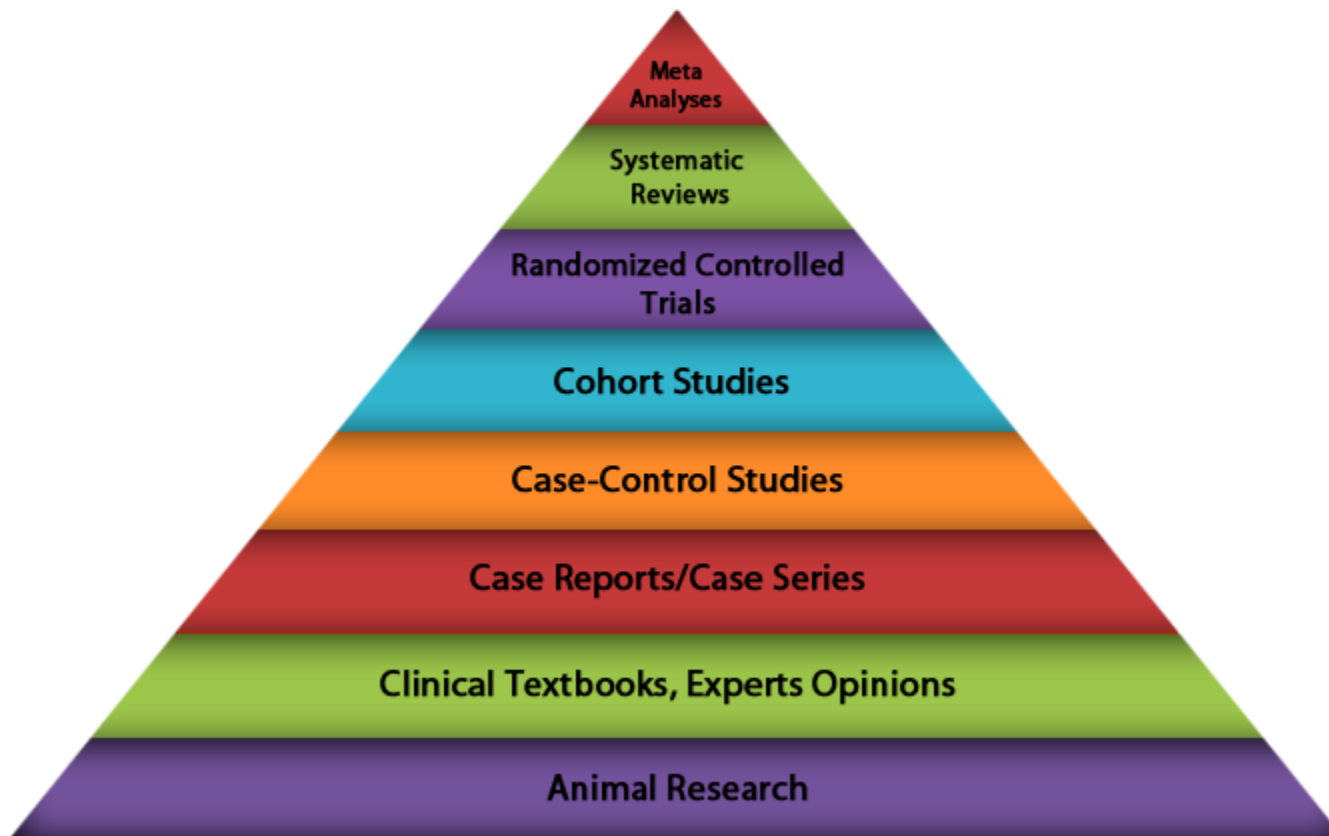 Meta
Analyses
Systematic
Reviews
Randomized Controlled
Trials
Cohort Studies
Case-Control Studies
Case Reports/Case Series
Clinical Textbooks, Experts Opinions
Animal Research